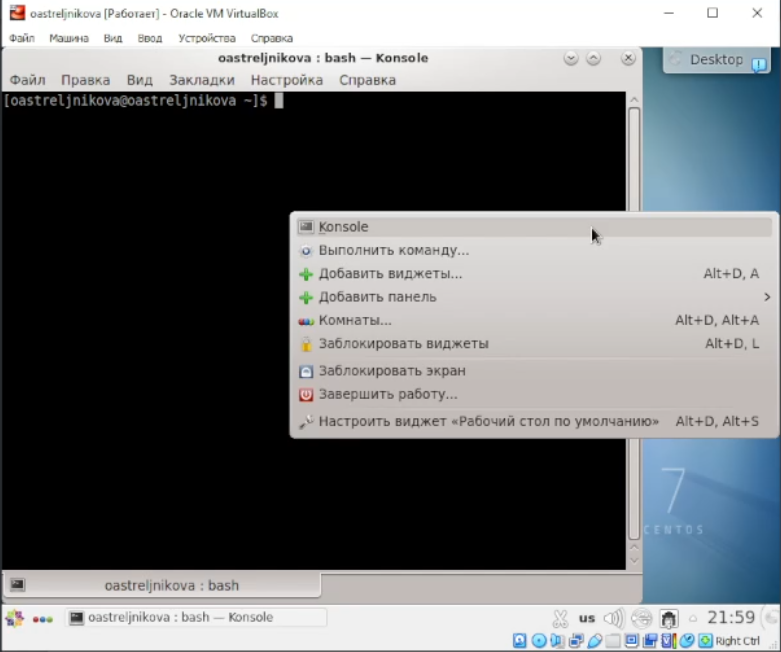 oastreljnikova [Работает] - Oracle VM VirtualBox
Файл Машина Вид Ввод Устройства Справка
oastreljnikova : bash — Konsole
Desktop
Файл Правка Вид Закладки Настройка Справка
[oastreljnikova@oastreljnikova ~]$
Konsole
Выполнить команду...
Добавить виджеты... Alt+D, A
Добавить панель
Комнаты... Alt+D, Alt+A
Заблокировать виджеты Alt+D, L
Заблокировать экран
Завершить работу...
Настроить виджет «Рабочий стол по умолчанию» Alt+D, Alt+S
7
CENTOS
oastreljnikova : bash
oastreljnikova : bash — Konsole us 21:59
Right Ctrl